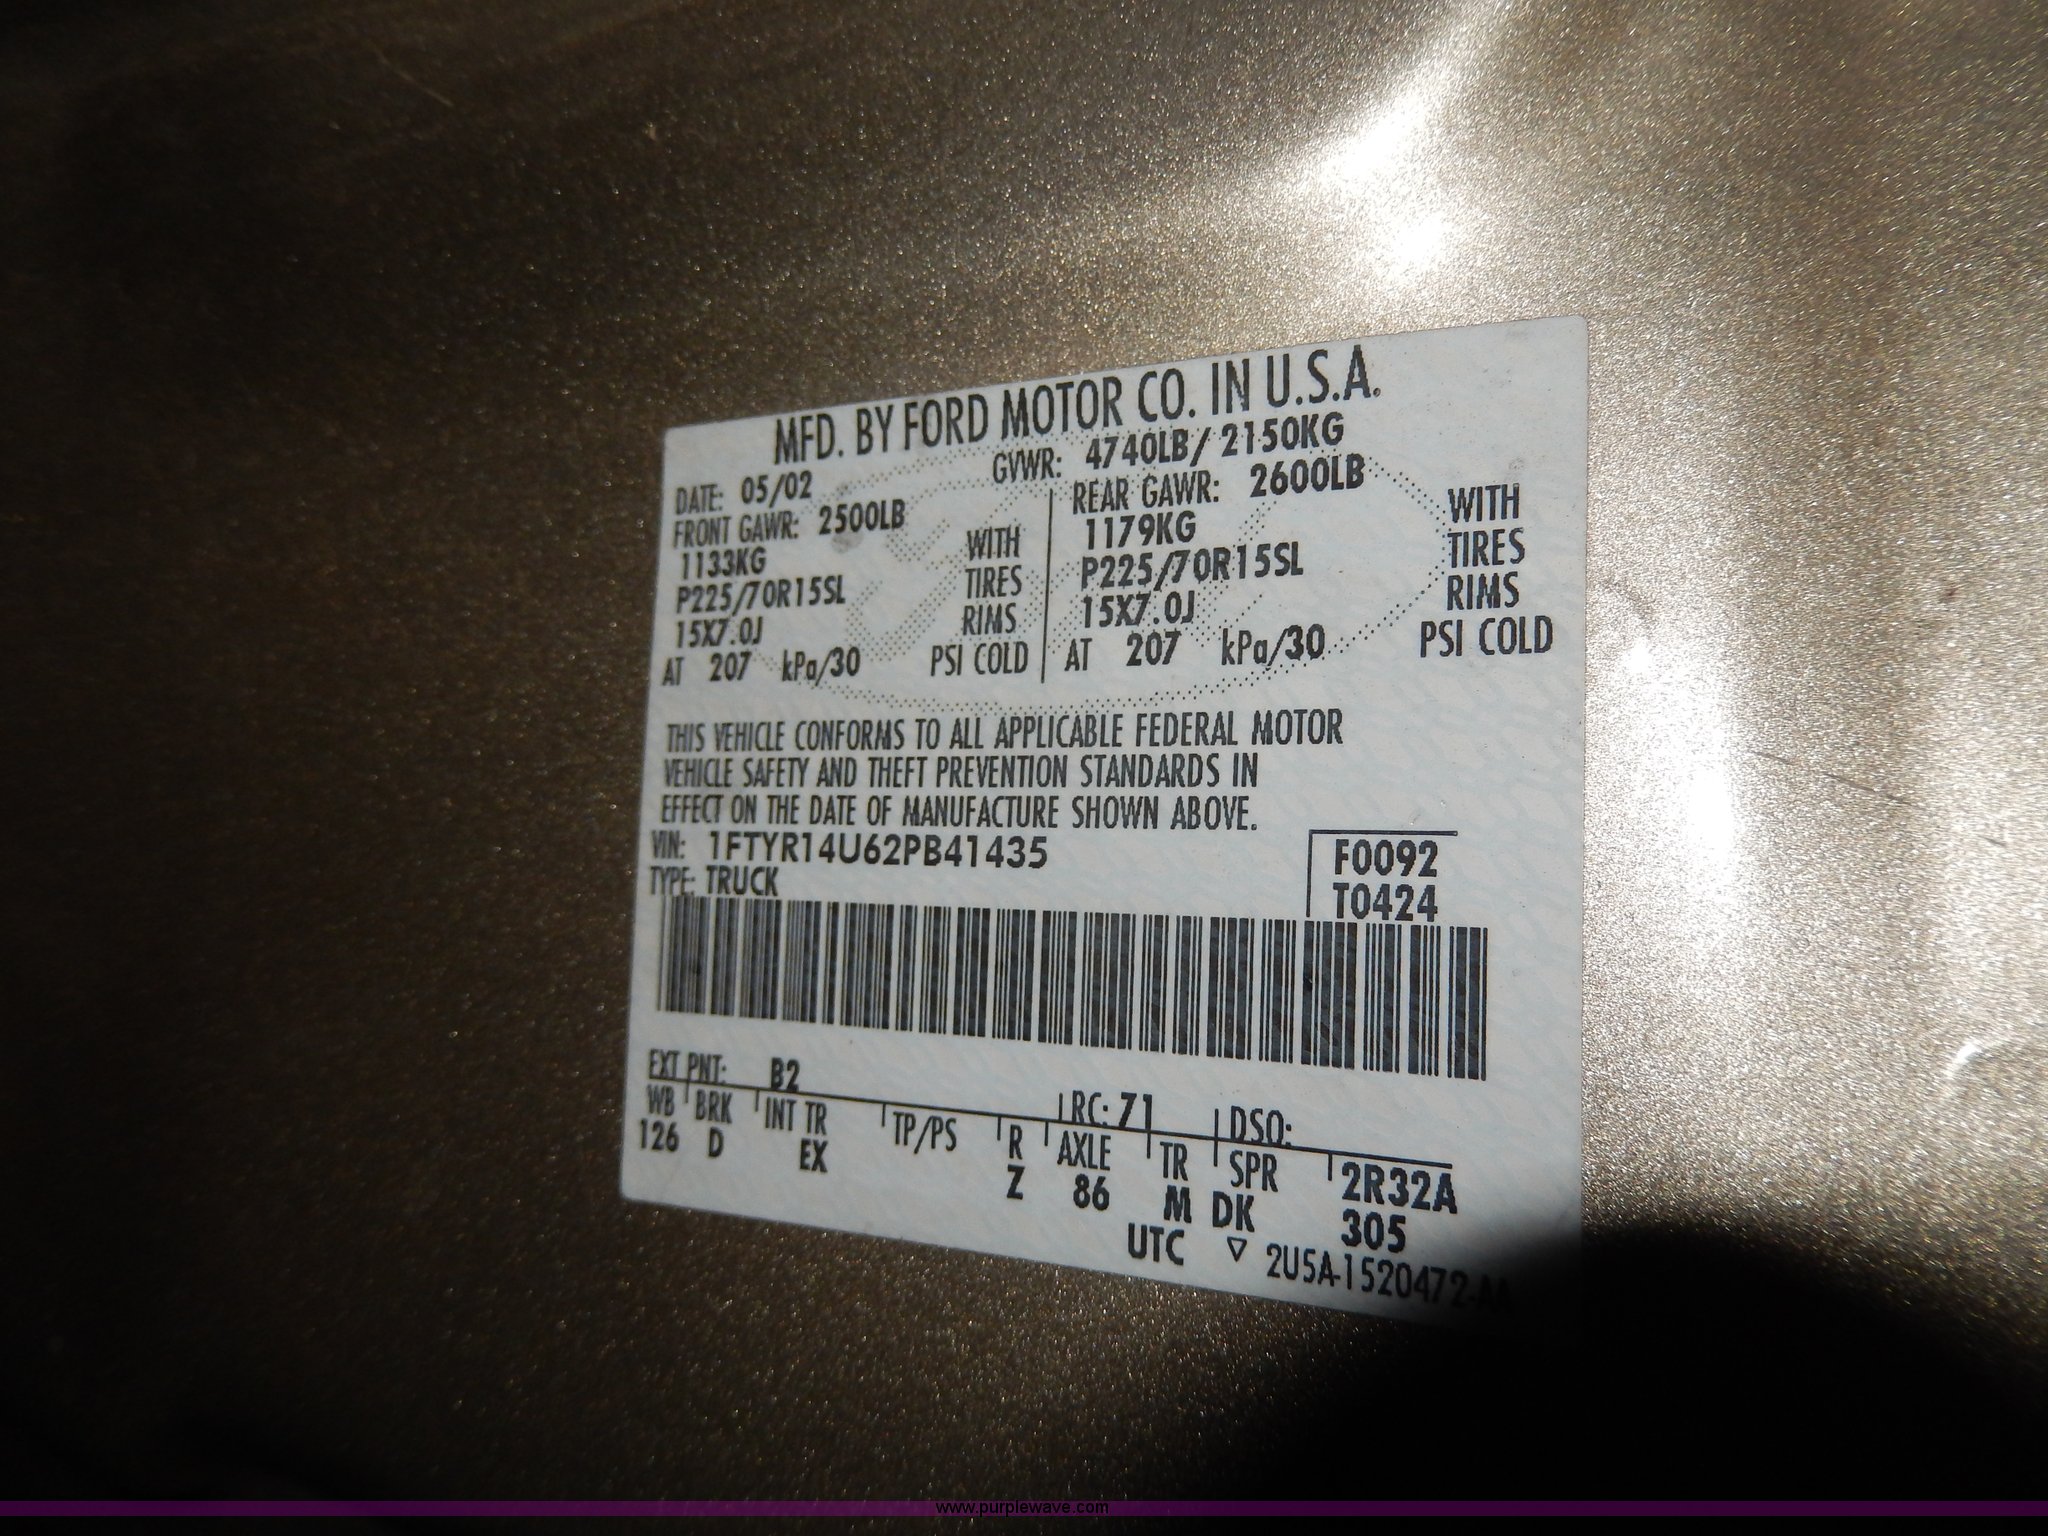 MFD. BY FORD MOTOR CO. IN U.S.A.
DATE: 05/02 GVWR: 4740LB/ 2150KG
FRONT GAWR: 2500LB REAR GAWR: 2600LB
1133KG WITH 1179KG WITH
P225/70R15SL TIRES P225/70R15SL TIRES
15X7.0J RIMS 15X7.0J RIMS
AT 207 kPa/30 PSI COLD AT 207 kPa/30 PSI COLD
THIS VEHICLE CONFORMS TO ALL APPLICABLE FEDERAL MOTOR
VEHICLE SAFETY AND THEFT PREVENTION STANDARDS IN
EFFECT ON THE DATE OF MANUFACTURE SHOWN ABOVE.
VIN: 1FTYR14U62PB41435 F0092
TYPE: TRUCK T0424
EXT PNT: B2 RC: 71 DSO:
WB BRK INT TR TP/PS R AXLE TR SPR 2R32A
126 D EX Z 86 M DK 305
UTC ▽ 2U5A-1520472-AA
www.purplewave.com